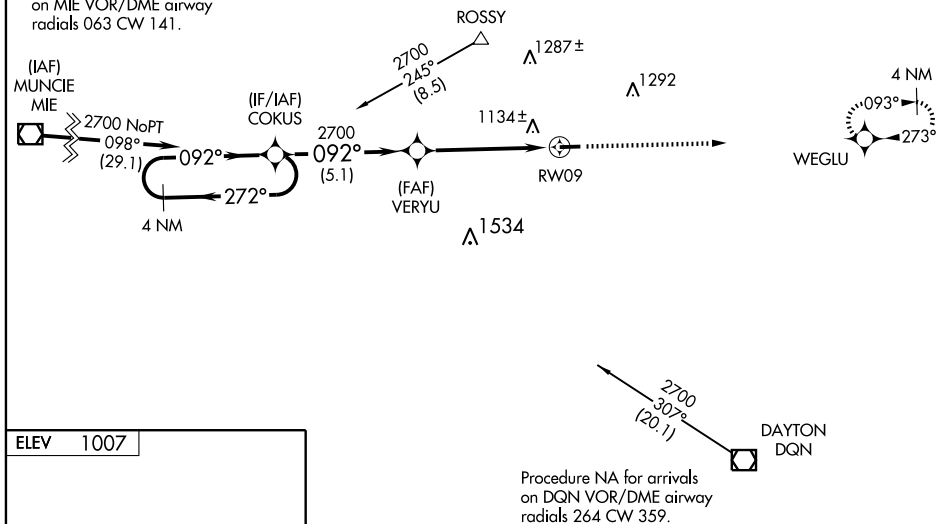 on MIE VOR/DME airway
radials 063 CW 141.
ROSSY
2700
245°
(8.5)
1287±
1292
1134±
(IAF)
MUNCIE
MIE
2700 NoPT
098°
(29.1)
(IF/IAF)
COKUS
092°
272°
4 NM
2700
092°
(5.1)
(FAF)
VERYU
RW09
1534
4 NM
093°
273°
WEGLU
2700
307°
(20.1)
DAYTON
DQN
Procedure NA for arrivals
on DQN VOR/DME airway
radials 264 CW 359.
ELEV 1007